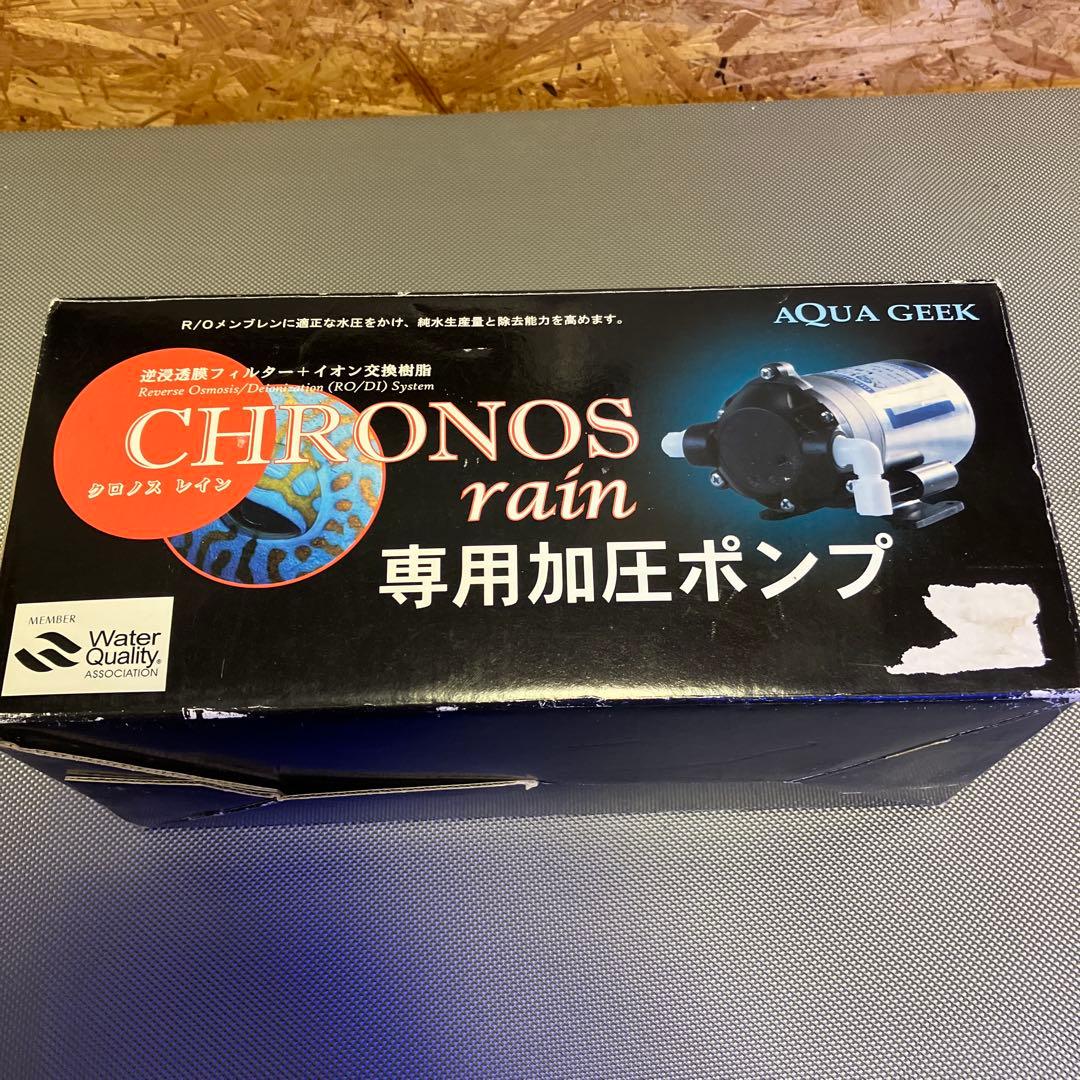 R/Oメンブレンに適正な水圧をかけ、純水生産量と除去能力を高めます。
AQUA GEEK
逆浸透膜フィルター＋イオン交換樹脂
Reverse Osmosis/Deionization (RO/DI) System
CHRONOS
クロノス レイン
rain
専用加圧ポンプ
MEMBER
Water
Quality®
ASSOCIATION